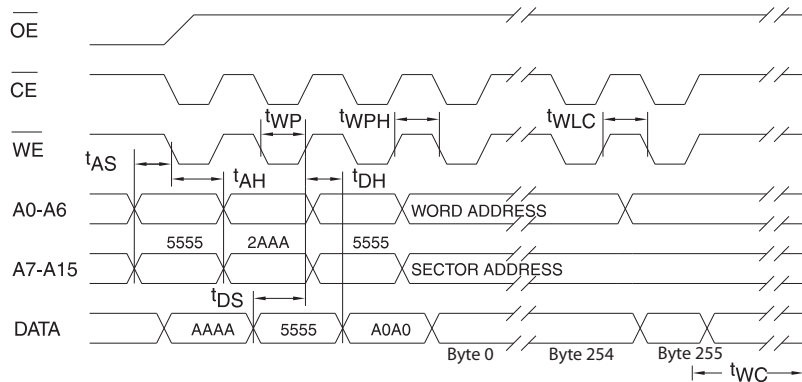 OE
CE
tWP tWPH tWLC
WE
tAS
tAH tDH
A0-A6 WORD ADDRESS
5555 2AAA 5555
A7-A15 SECTOR ADDRESS
tDS
DATA AAAA 5555 A0A0
Byte 0 Byte 254 Byte 255
tWC